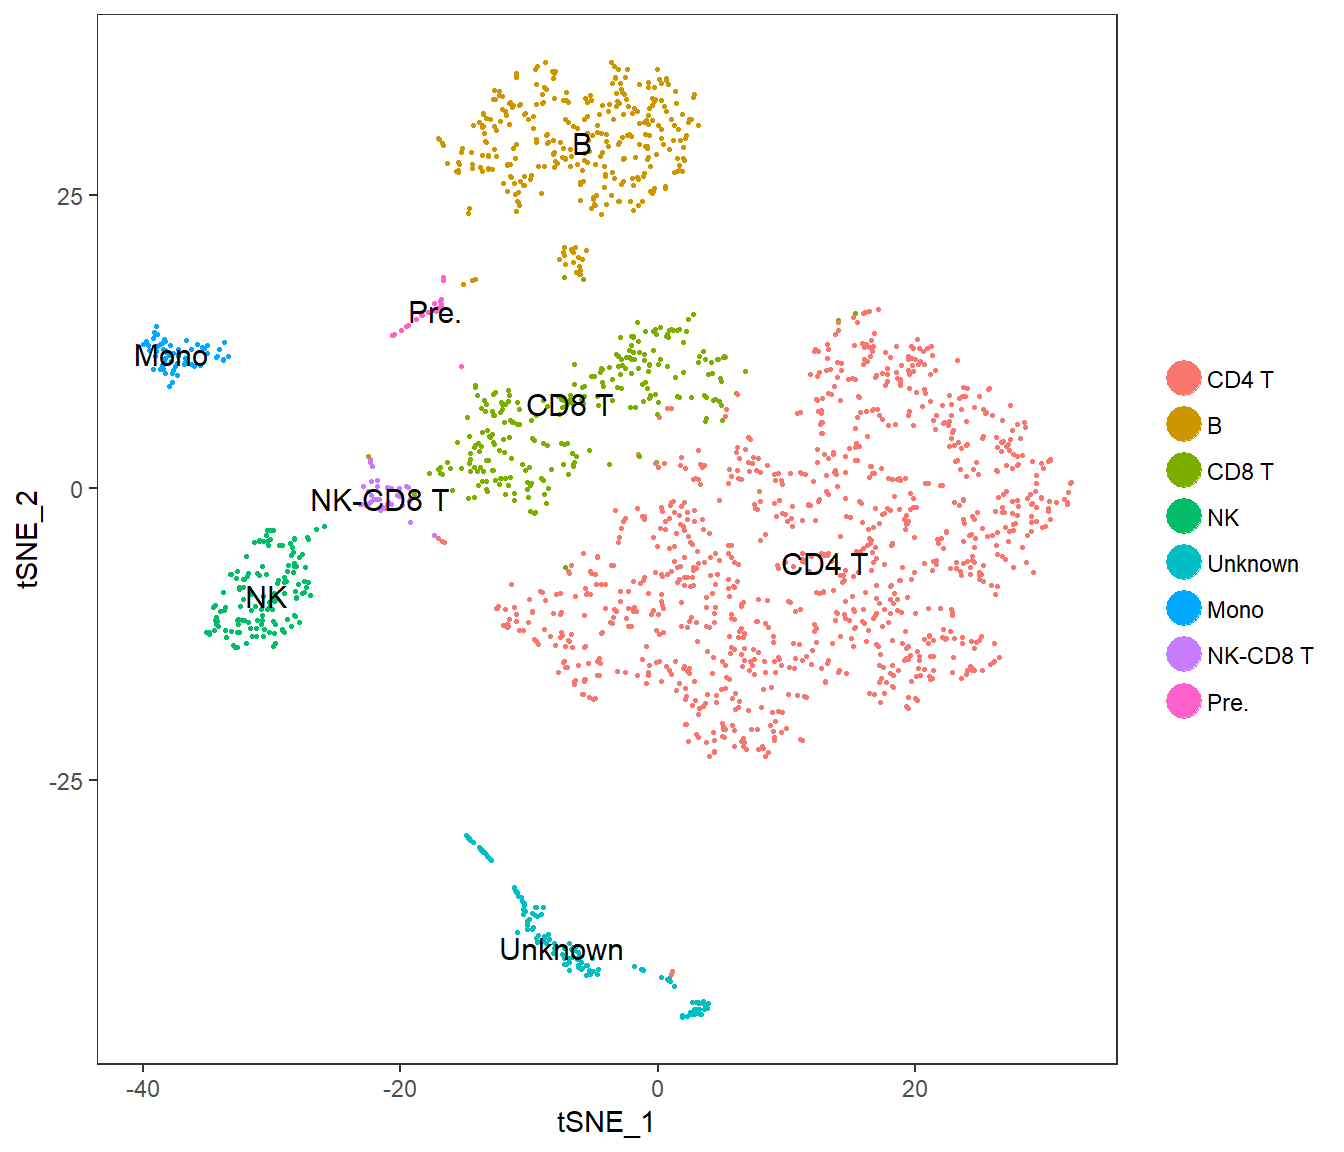 B
25
Pre.
Mono
CD8 T
0
NK-CD8 T
CD4 T
NK
-25
Unknown
-40
-20
0
20
tSNE_1
tSNE_2
CD4 T
B
CD8 T
NK
Unknown
Mono
NK-CD8 T
Pre.